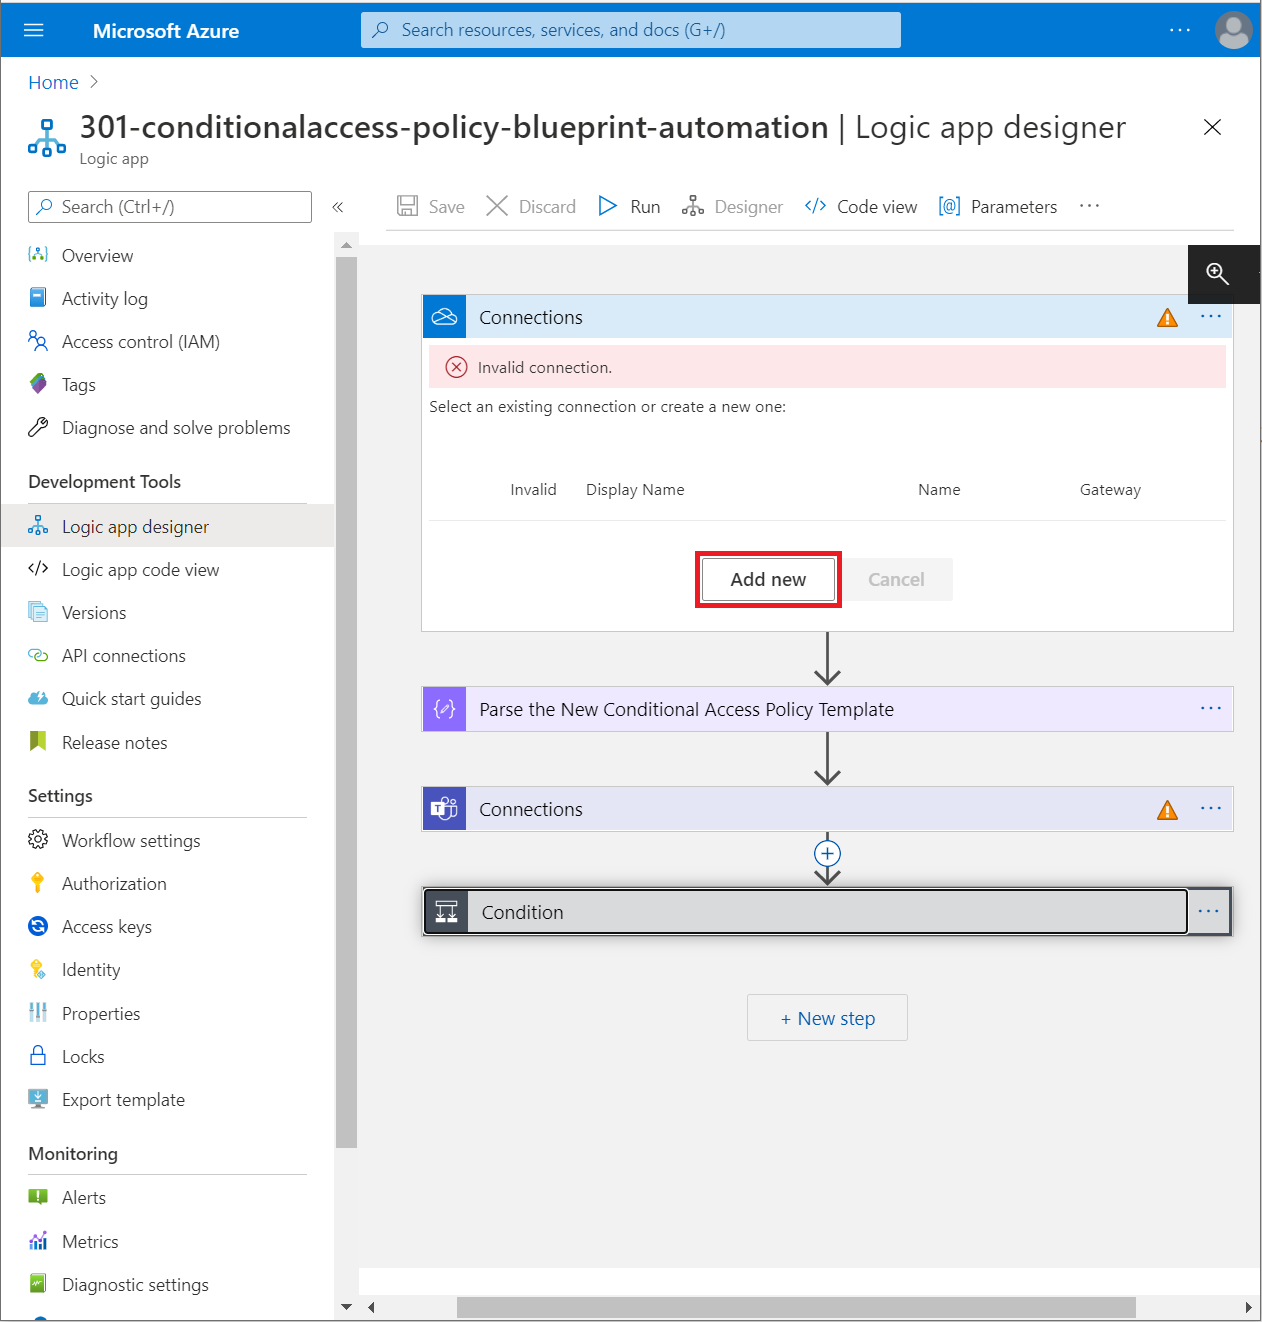 Microsoft Azure
Search resources, services, and docs (G+/)
Home
301-conditionalaccess-policy-blueprint-automation | Logic app designer
Logic app
Search (Ctrl+/)
Save
Discard
Run
Designer
Code view
Parameters
Overview
Activity log
Access control (IAM)
Tags
Diagnose and solve problems
Development Tools
Logic app designer
Logic app code view
Versions
API connections
Quick start guides
Release notes
Settings
Workflow settings
Authorization
Access keys
Identity
Properties
Locks
Export template
Monitoring
Alerts
Metrics
Diagnostic settings
Connections
Invalid connection.
Select an existing connection or create a new one:
Invalid
Display Name
Name
Gateway
Add new
Cancel
Parse the New Conditional Access Policy Template
Connections
Condition
+ New step